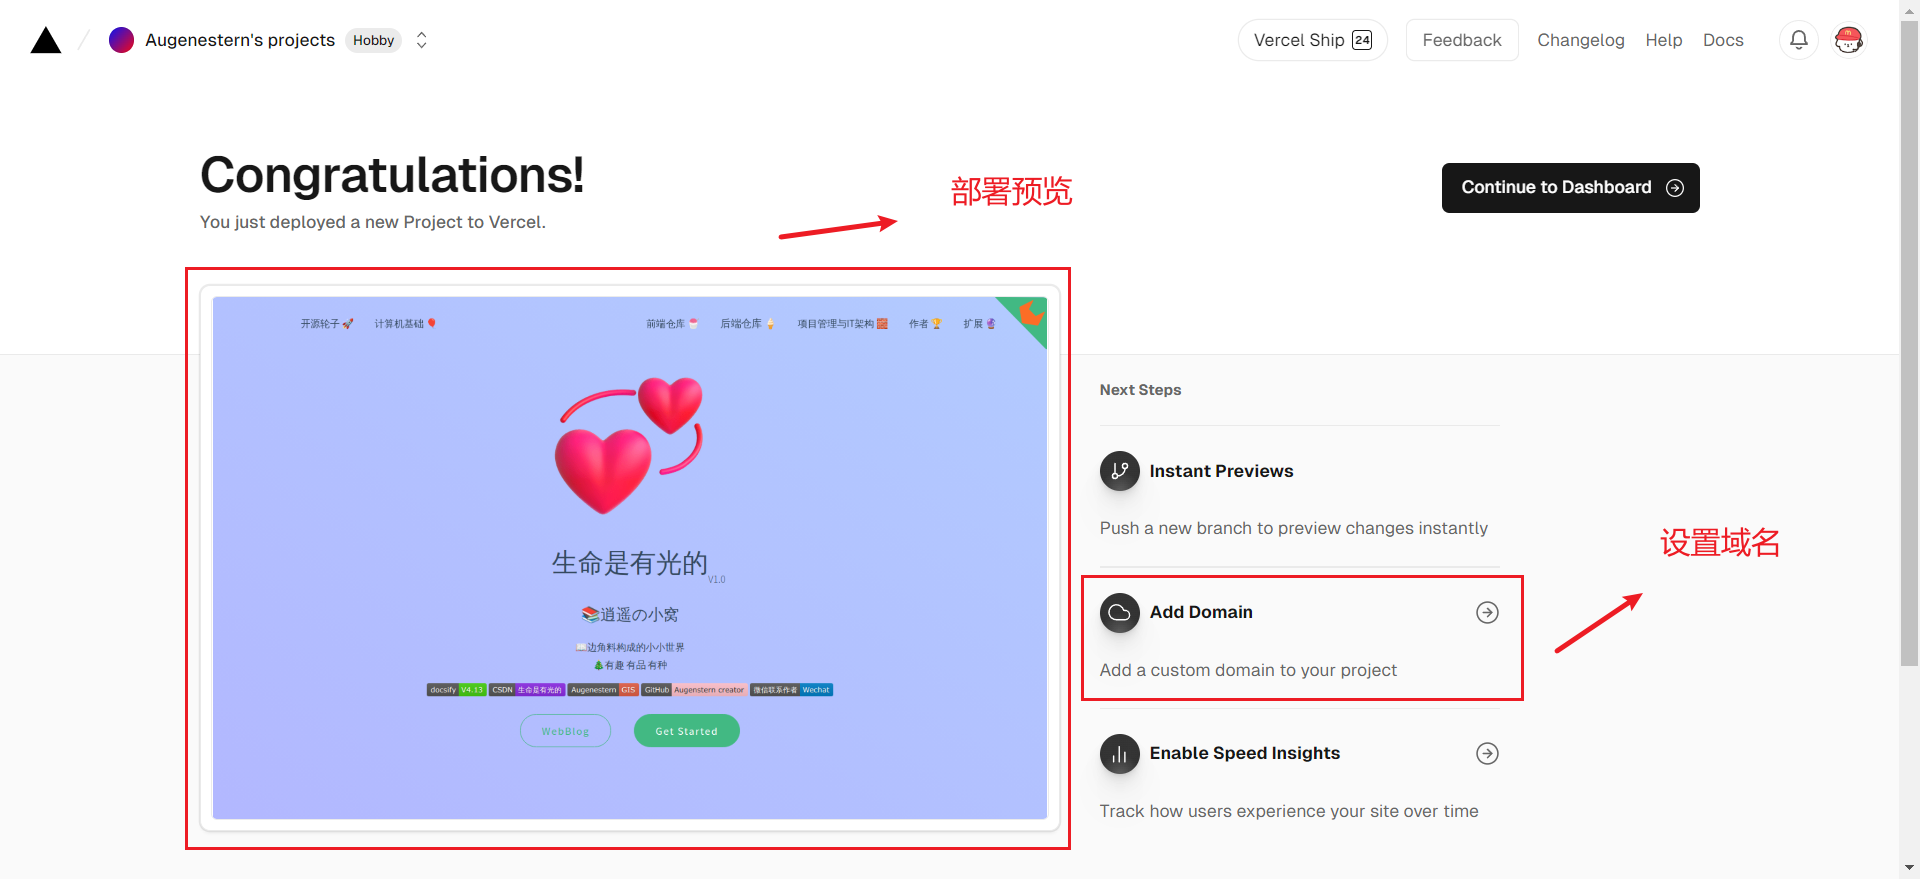 Augenestern's projects Hobby
Vercel Ship 24 Feedback Changelog Help Docs
Congratulations!
You just deployed a new Project to Vercel.
部署预览
Continue to Dashboard
开源轮子 计算机基础 前端仓库 后端仓库 项目管理与IT架构 作者 扩展
生命是有光的 V1.0
逍遥の小窝
边角料构成的小小世界
有趣 有品 有种
docsify V4.13 CSDN 生命是有光的 Augenestern GIS GitHub Augenstern creator 微信联系作者 Wechat
WebBlog Get Started
Next Steps
Instant Previews
Push a new branch to preview changes instantly
设置域名
Add Domain
Add a custom domain to your project
Enable Speed Insights
Track how users experience your site over time